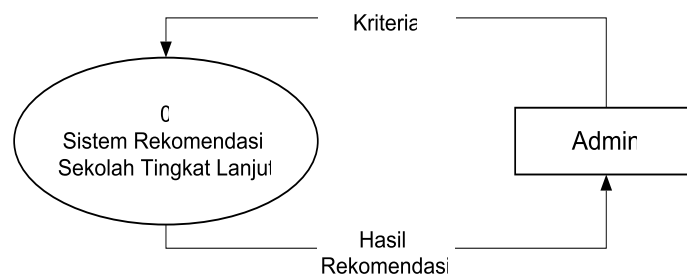 Kriteria
0
Sistem Rekomendasi
Sekolah Tingkat Lanjut
Admin
Hasil
Rekomendasi